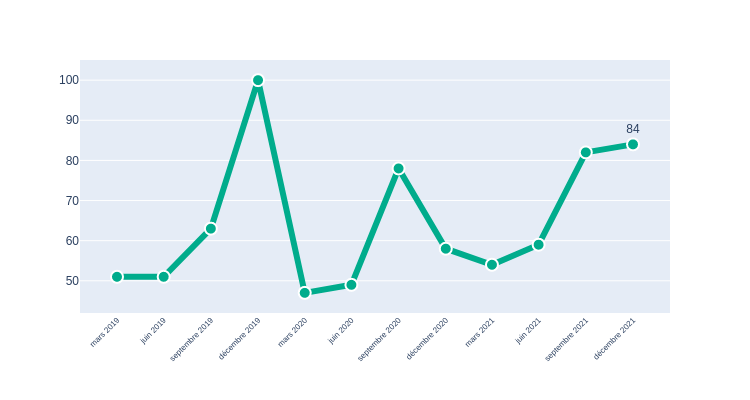 100
90
84
80
70
60
50
mars 2019
juin 2019
septembre 2019
décembre 2019
mars 2020
juin 2020
septembre 2020
décembre 2020
mars 2021
juin 2021
septembre 2021
décembre 2021